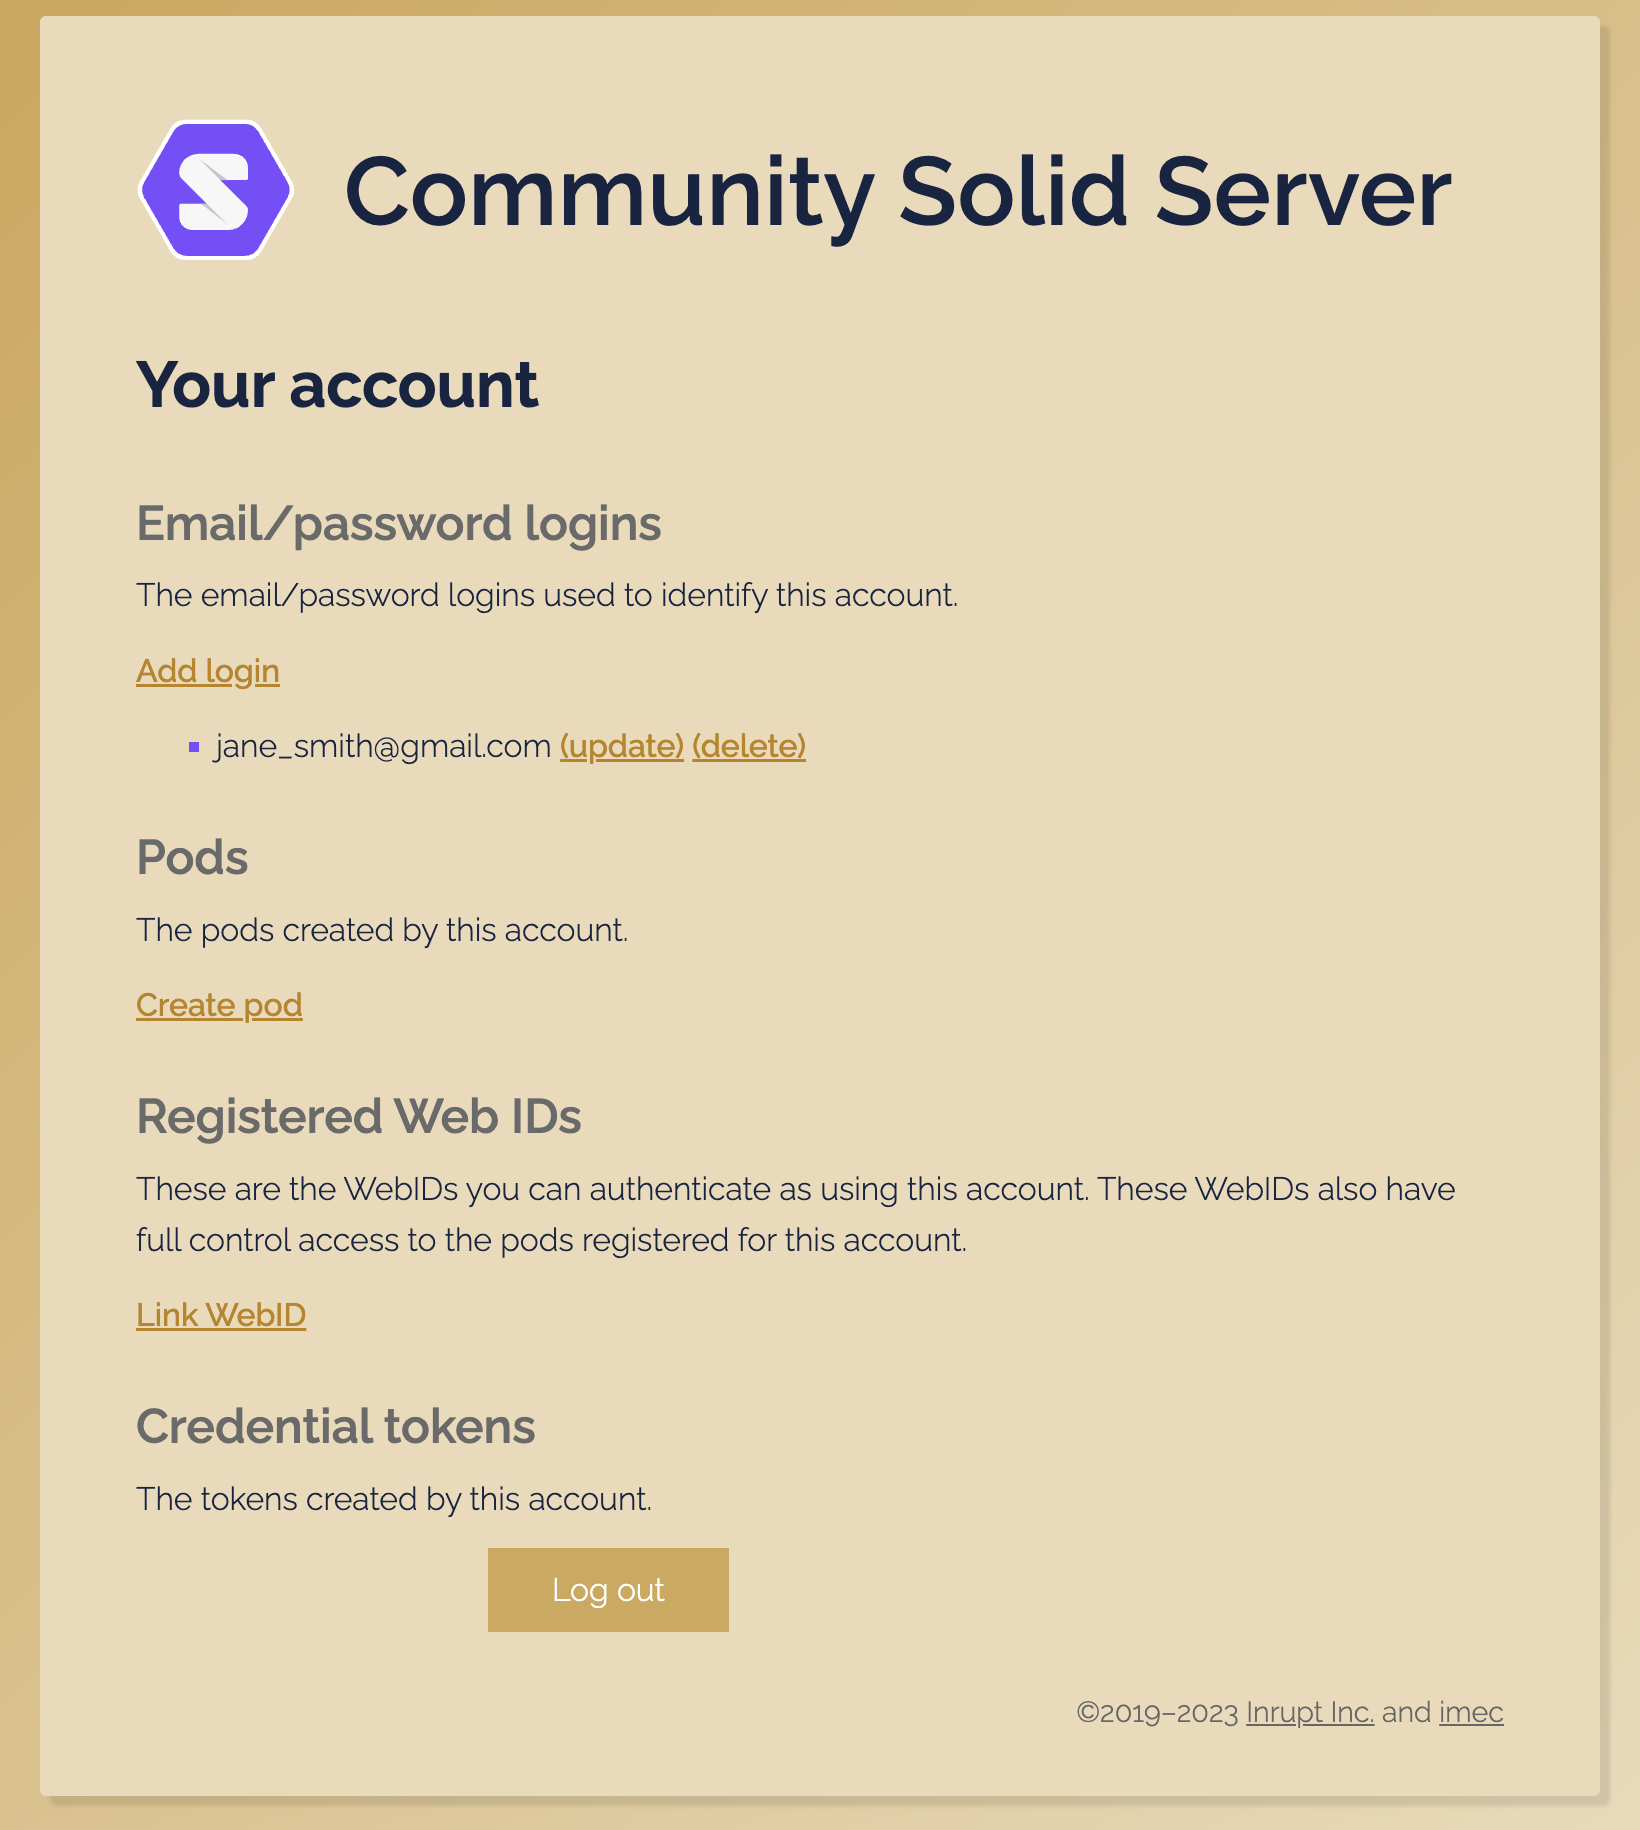 Community Solid Server
Your account
Email/password logins
The email/password logins used to identify this account.
Add login
jane_smith@gmail.com (update) (delete)
Pods
The pods created by this account.
Create pod
Registered Web IDs
These are the WebIDs you can authenticate as using this account. These WebIDs also have
full control access to the pods registered for this account.
Link WebID
Credential tokens
The tokens created by this account.
Log out
©2019–2023 Inrupt Inc. and imec